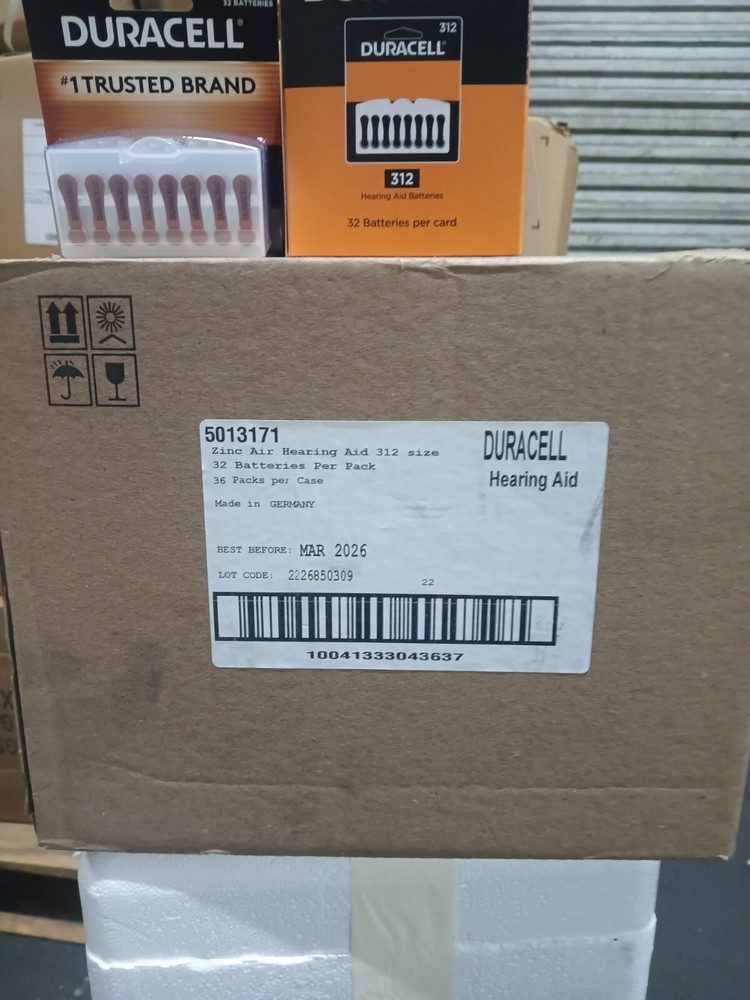 32 BATTERIES
DURACELL
#1 TRUSTED BRAND
312
DURACELL
312
Hearing Aid Batteries
32 Batteries per card
5013171
Zinc Air Hearing Aid 312 size
32 Batteries Per Pack
36 Packs per Case
Made in GERMANY
DURACELL
Hearing Aid
BEST BEFORE: MAR 2026
LOT CODE: 2226850309
22
10041333043637